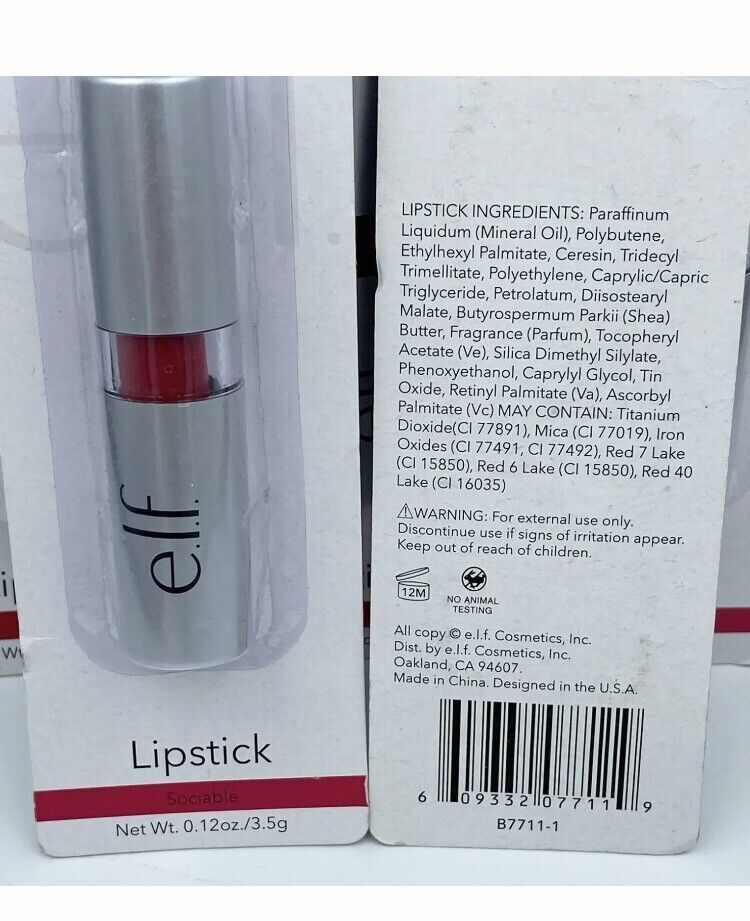 e.l.f.
Lipstick
Sociable
Net Wt. 0.12oz./3.5g
LIPSTICK INGREDIENTS: Paraffinum
Liquidum (Mineral Oil), Polybutene,
Ethylhexyl Palmitate, Ceresin, Tridecyl
Trimellitate, Polyethylene, Caprylic/Capric
Triglyceride, Petrolatum, Diisostearyl
Malate, Butyrospermum Parkii (Shea)
Butter, Fragrance (Parfum), Tocopheryl
Acetate (Ve), Silica Dimethyl Silylate,
Phenoxyethanol, Caprylyl Glycol, Tin
Oxide, Retinyl Palmitate (Va), Ascorbyl
Palmitate (Vc) MAY CONTAIN: Titanium
Dioxide(CI 77891), Mica (CI 77019), Iron
Oxides (CI 77491, CI 77492), Red 7 Lake
(CI 15850), Red 6 Lake (CI 15850), Red 40
Lake (CI 16035)
⚠WARNING: For external use only.
Discontinue use if signs of irritation appear.
Keep out of reach of children.
12M
NO ANIMAL
TESTING
All copy © e.l.f. Cosmetics, Inc.
Dist. by e.l.f. Cosmetics, Inc.
Oakland, CA 94607.
Made in China. Designed in the U.S.A.
6 09332 07711 9
B7711-1